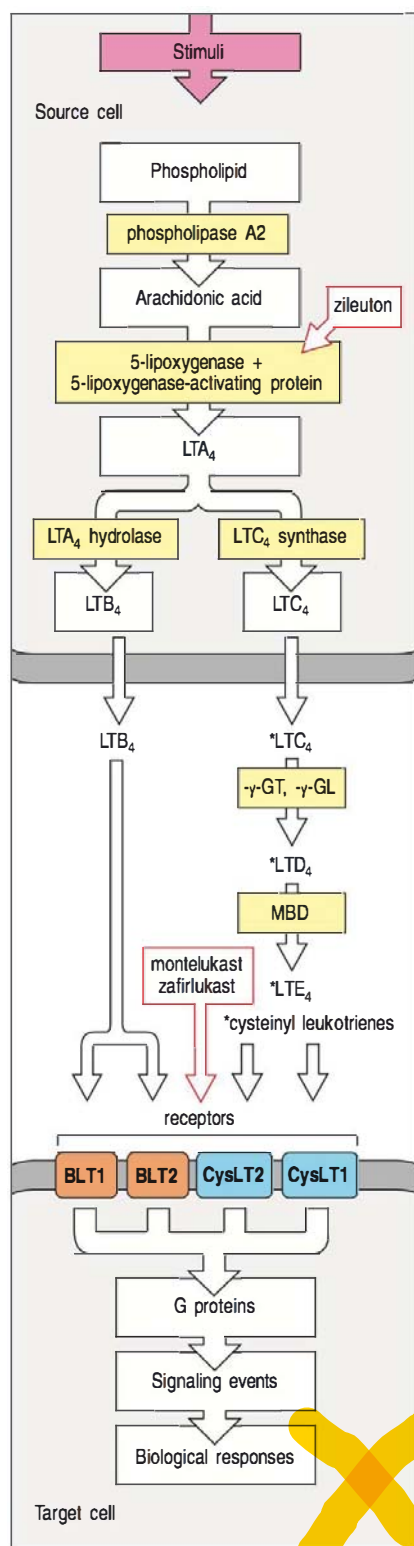 Stimuli
Source cell
Phospholipid
phospholipase A2
Arachidonic acid
zileuton
5-lipoxygenase +
5-lipoxygenase-activating protein
LTA₄
LTA₄ hydrolase
LTC₄ synthase
LTB₄
LTC₄
LTB₄
*LTC₄
-γ-GT, -γ-GL
*LTD₄
MBD
montelukast
zafirlukast
*LTE₄
*cysteinyl leukotrienes
receptors
BLT1
BLT2
CysLT2
CysLT1
G proteins
Signaling events
Biological responses
Target cell